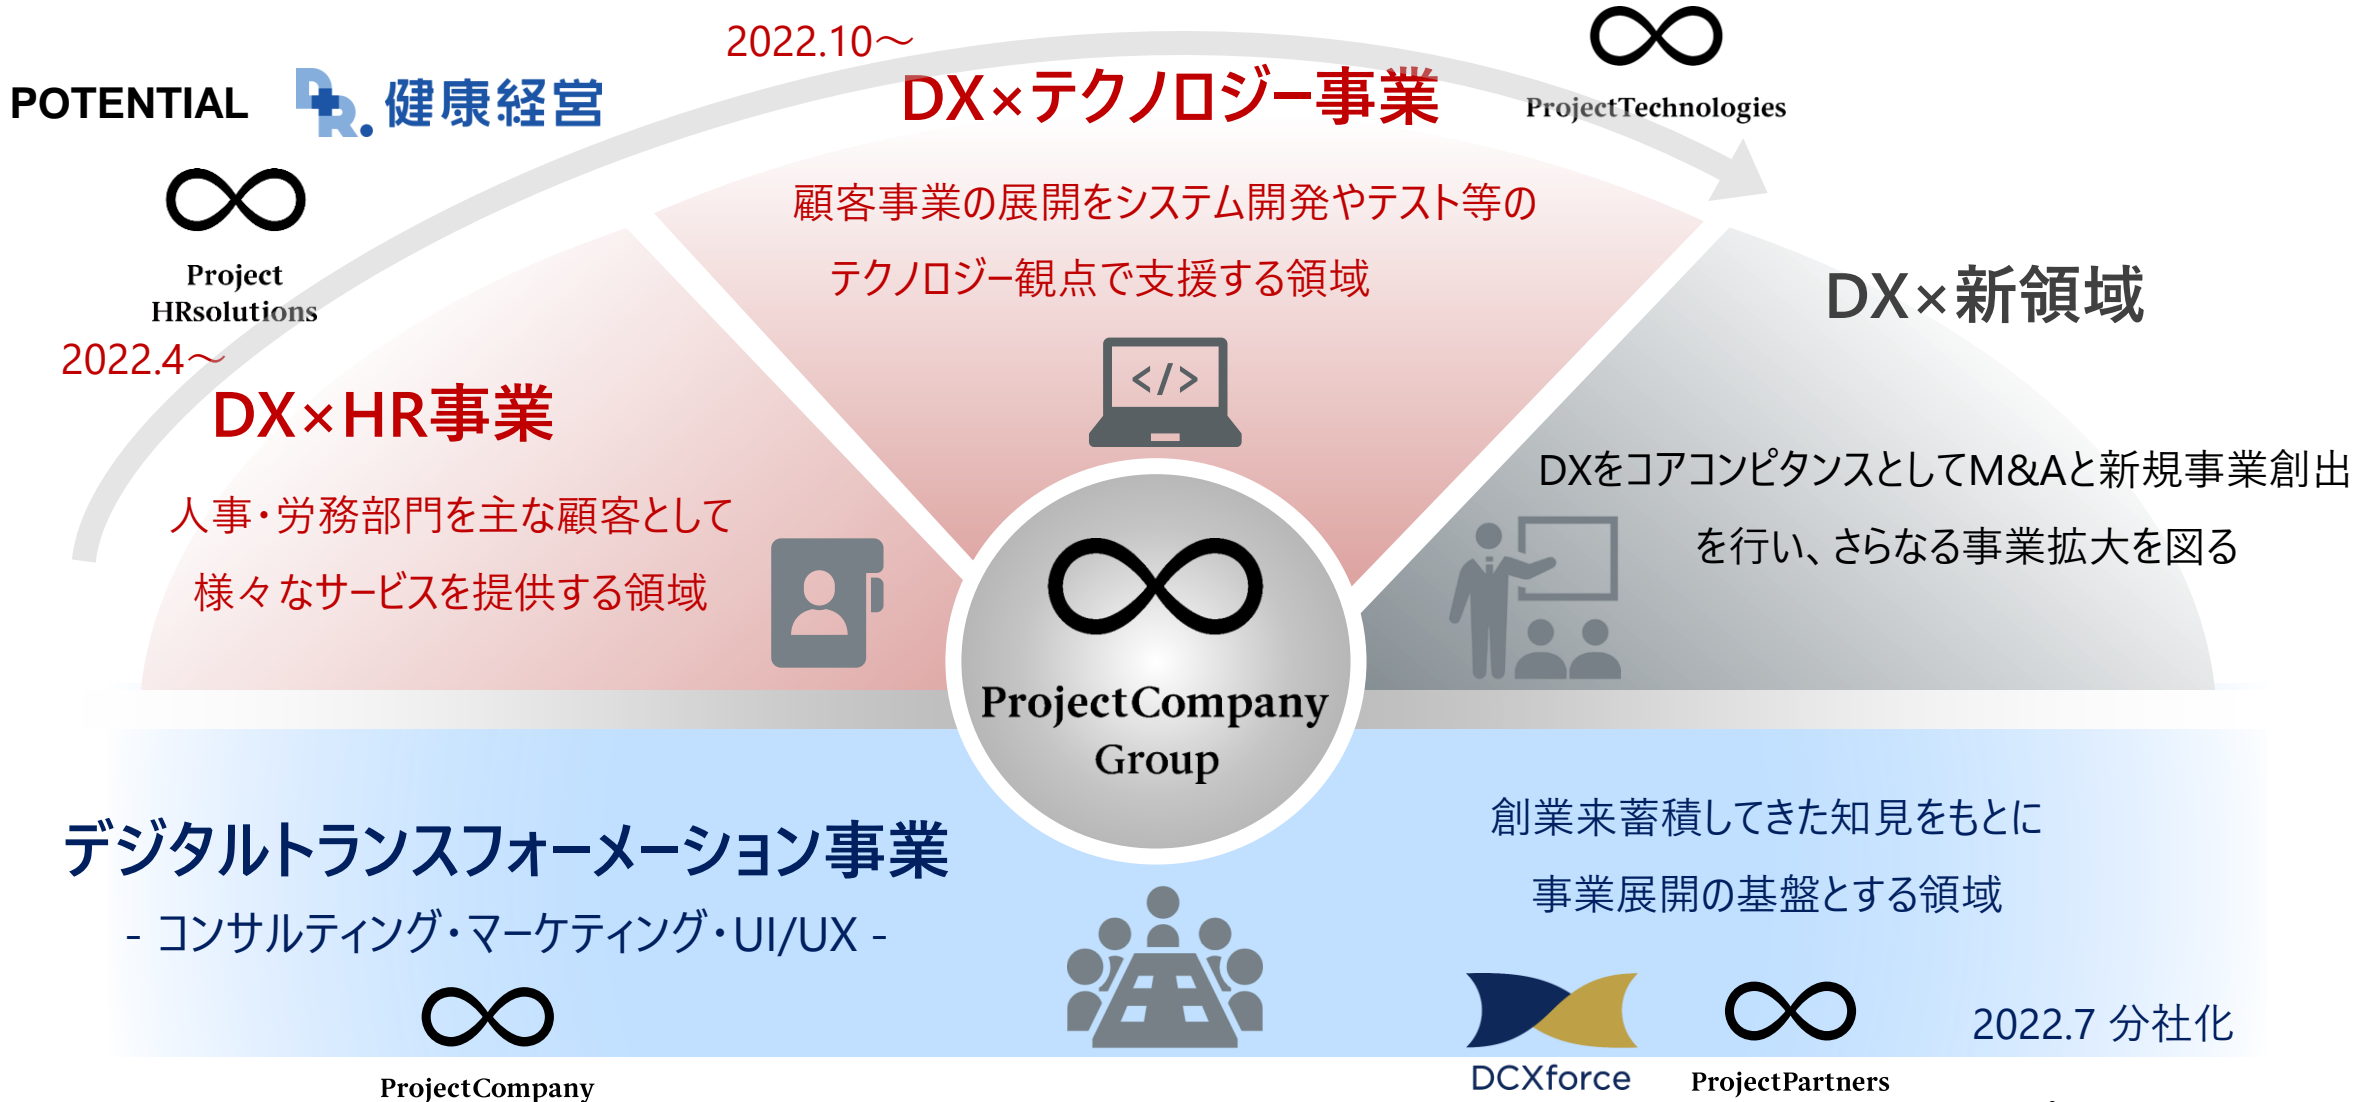 2022.10～
POTENTIAL
DR.健康経営
DX×テクノロジー事業
ProjectTechnologies
顧客事業の展開をシステム開発やテスト等の
テクノロジー観点で支援する領域
Project
HRsolutions
2022.4～
DX×HR事業
人事・労務部門を主な顧客として
様々なサービスを提供する領域
</>
DX×新領域
DXをコアコンピタンスとしてM&Aと新規事業創出
を行い、さらなる事業拡大を図る
ProjectCompany
Group
デジタルトランスフォーメーション事業
- コンサルティング・マーケティング・UI/UX -
ProjectCompany
創業来蓄積してきた知見をもとに
事業展開の基盤とする領域
DCXforce
ProjectPartners
2022.7 分社化